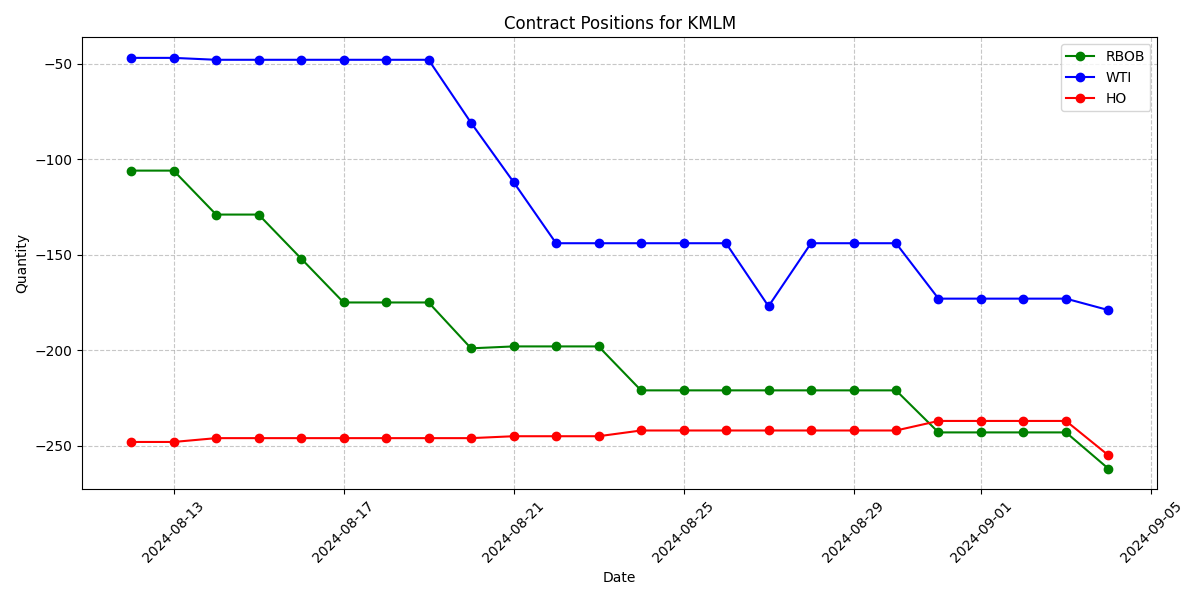 Contract Positions for KMLM
RBOB
WTI
HO
Quantity
−50
−100
−150
−200
−250
2024-08-13
2024-08-17
2024-08-21
2024-08-25
2024-08-29
2024-09-01
2024-09-05
Date